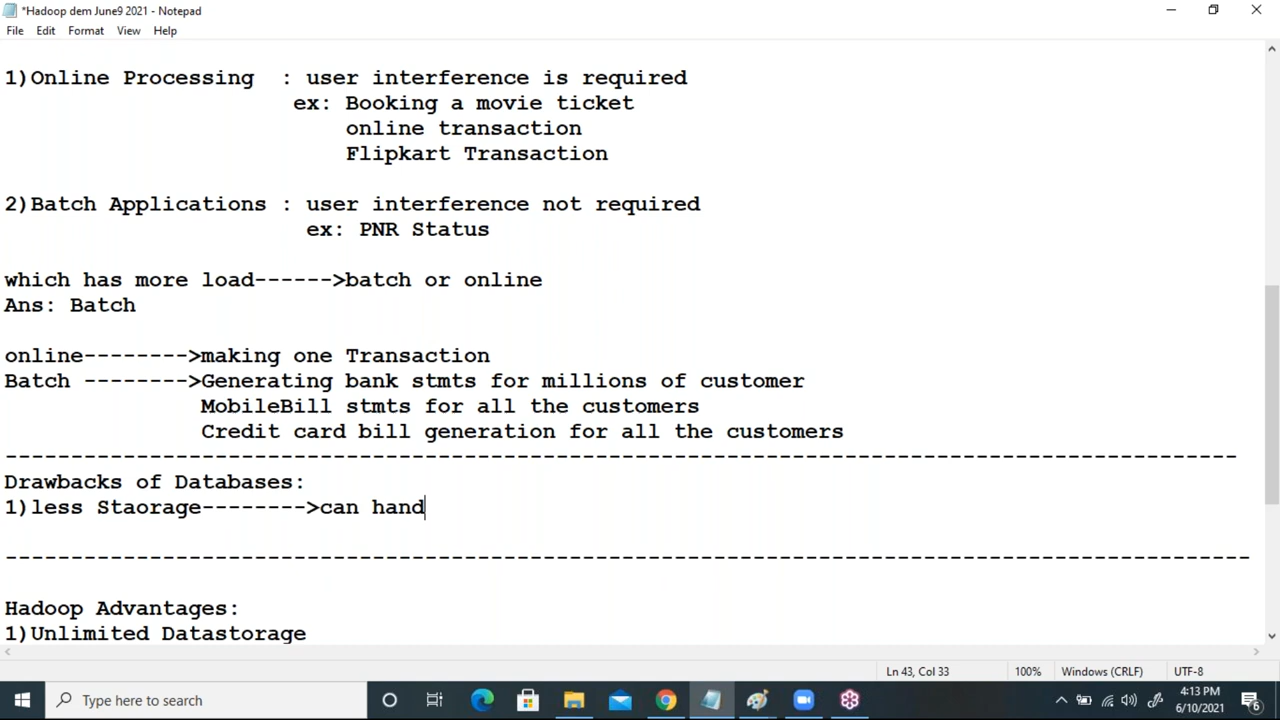 *Hadoop dem June9 2021 - Notepad
File Edit Format View Help
1)Online Processing : user interference is required
ex: Booking a movie ticket
online transaction
Flipkart Transaction
2)Batch Applications : user interference not required
ex: PNR Status
which has more load------>batch or online
Ans: Batch
online-------->making one Transaction
Batch -------->Generating bank stmts for millions of customer
MobileBill stmts for all the customers
Credit card bill generation for all the customers
----------------------------------------------------------------------------------------------
Drawbacks of Databases:
1)less Staorage-------->can hand
-----------------------------------------------------------------------------------------------
Hadoop Advantages:
1)Unlimited Datastorage
Ln 43, Col 33 100% Windows (CRLF) UTF-8
Type here to search
4:13 PM
6/10/2021
6